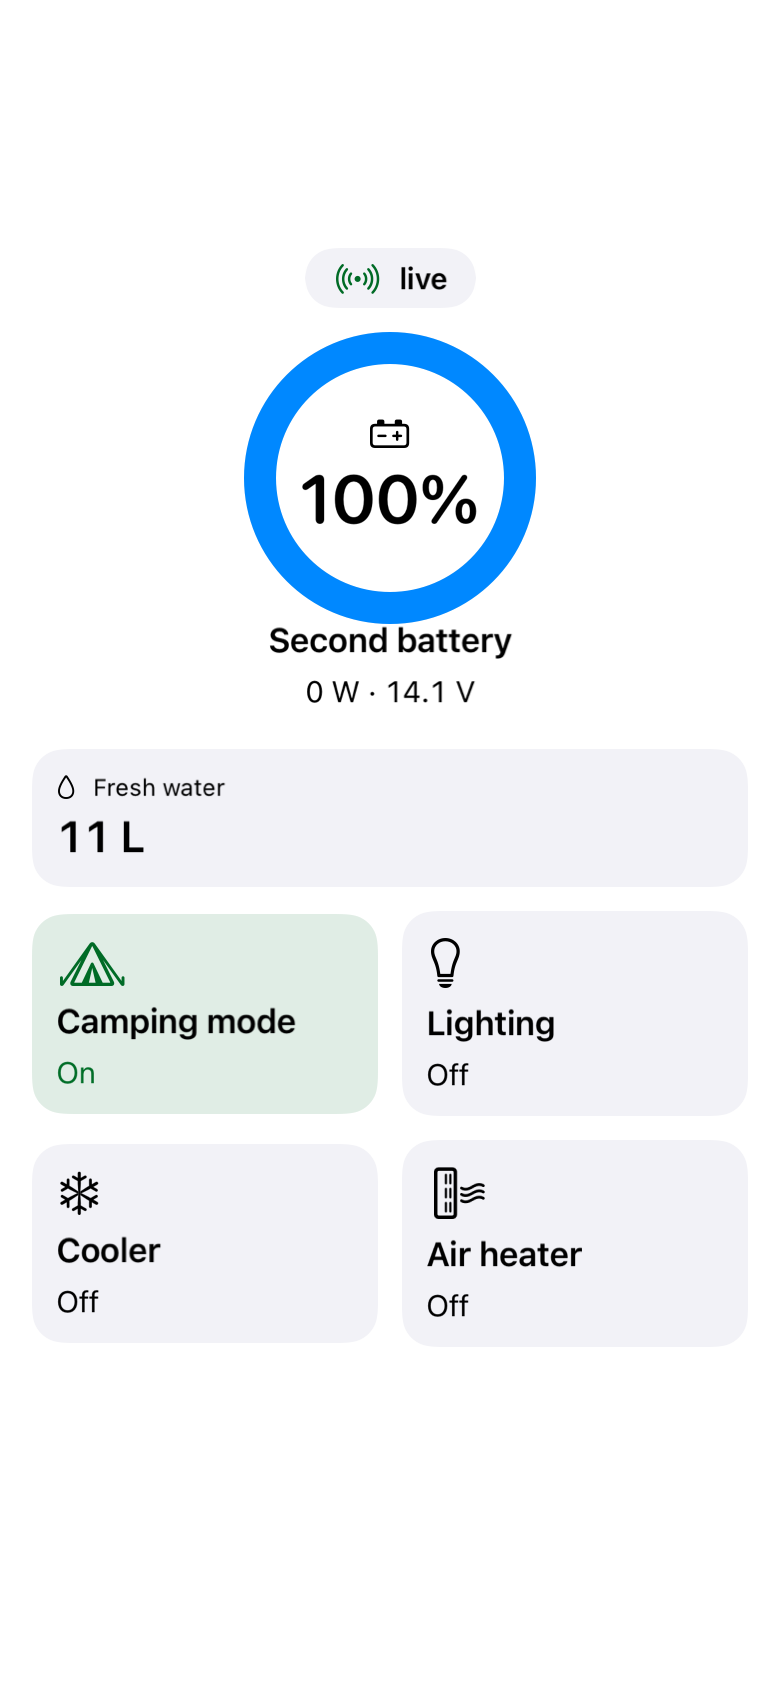 live
100%
Second battery
0 W · 14.1 V
Fresh water
11 L
Camping mode
On
Lighting
Off
Cooler
Off
Air heater
Off